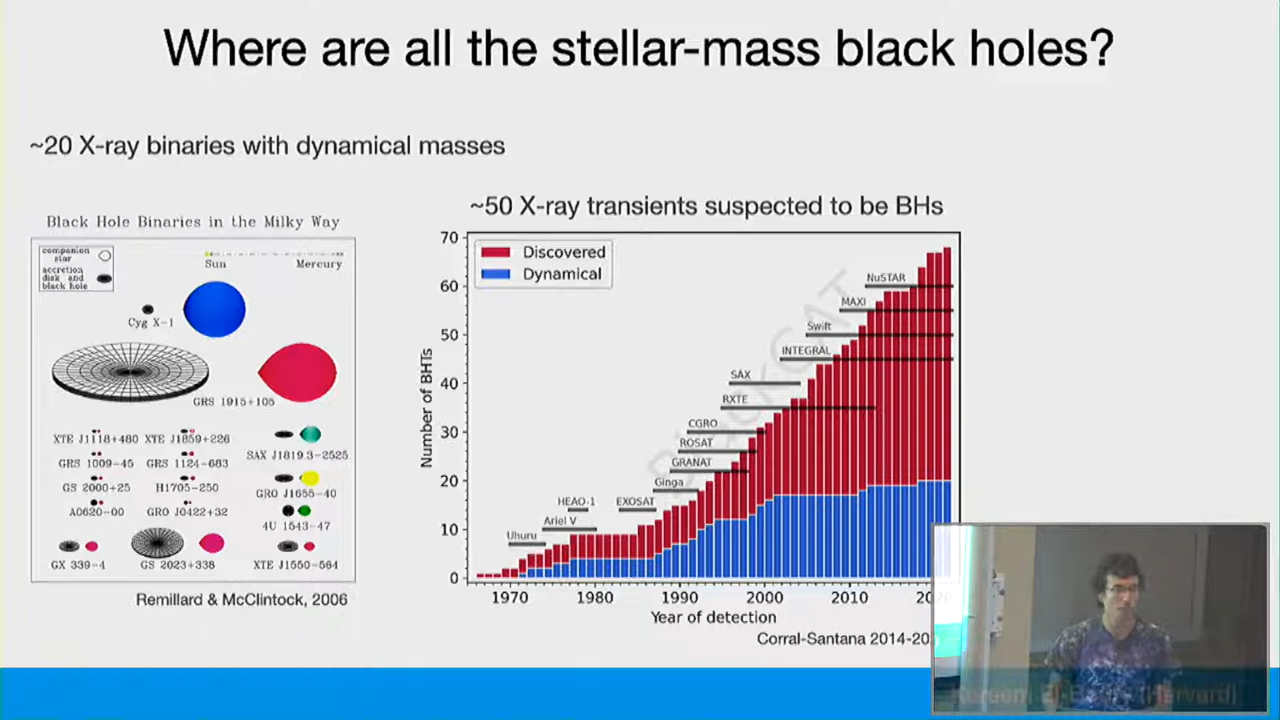 Where are all the stellar-mass black holes?
~20 X-ray binaries with dynamical masses
~50 X-ray transients suspected to be BHs
Black Hole Binaries in the Milky Way
companion
star
accretion
disk and
black hole
Sun
Mercury
Cyg X-1
GRS 1915+105
XTE J1118+480 XTE J1859+226
SAX J1819.3-2525
GRS 1009-45 GRS 1124-683
GS 2000+25 H1705-250
GRO J1655-40
A0620-00 GRO J0422+32
4U 1543-47
GX 339-4 GS 2023+338 XTE J1550-564
Remillard & McClintock, 2006
Discovered
Dynamical
70
60
50
40
30
20
10
0
Number of BHTs
NuSTAR
MAXI
Swift
INTEGRAL
SAX
RXTE
CGRO
ROSAT
GRANAT
Ginga
HEAO-1
EXOSAT
Ariel V
Uhuru
1970 1980 1990 2000 2010
Year of detection
Corral-Santana